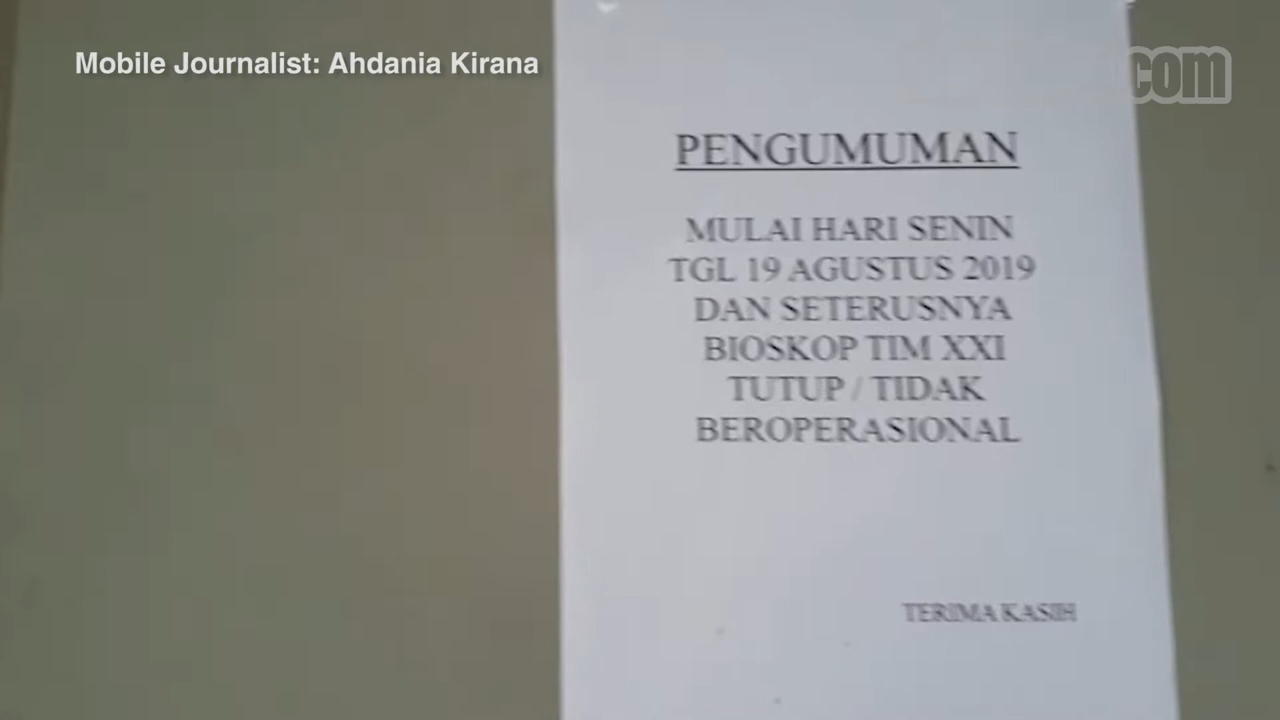 Mobile Journalist: Ahdania Kirana
com
PENGUMUMAN
MULAI HARI SENIN
TGL 19 AGUSTUS 2019
DAN SETERUSNYA
BIOSKOP TIM XXI
TUTUP / TIDAK
BEROPERASIONAL
TERIMA KASIH